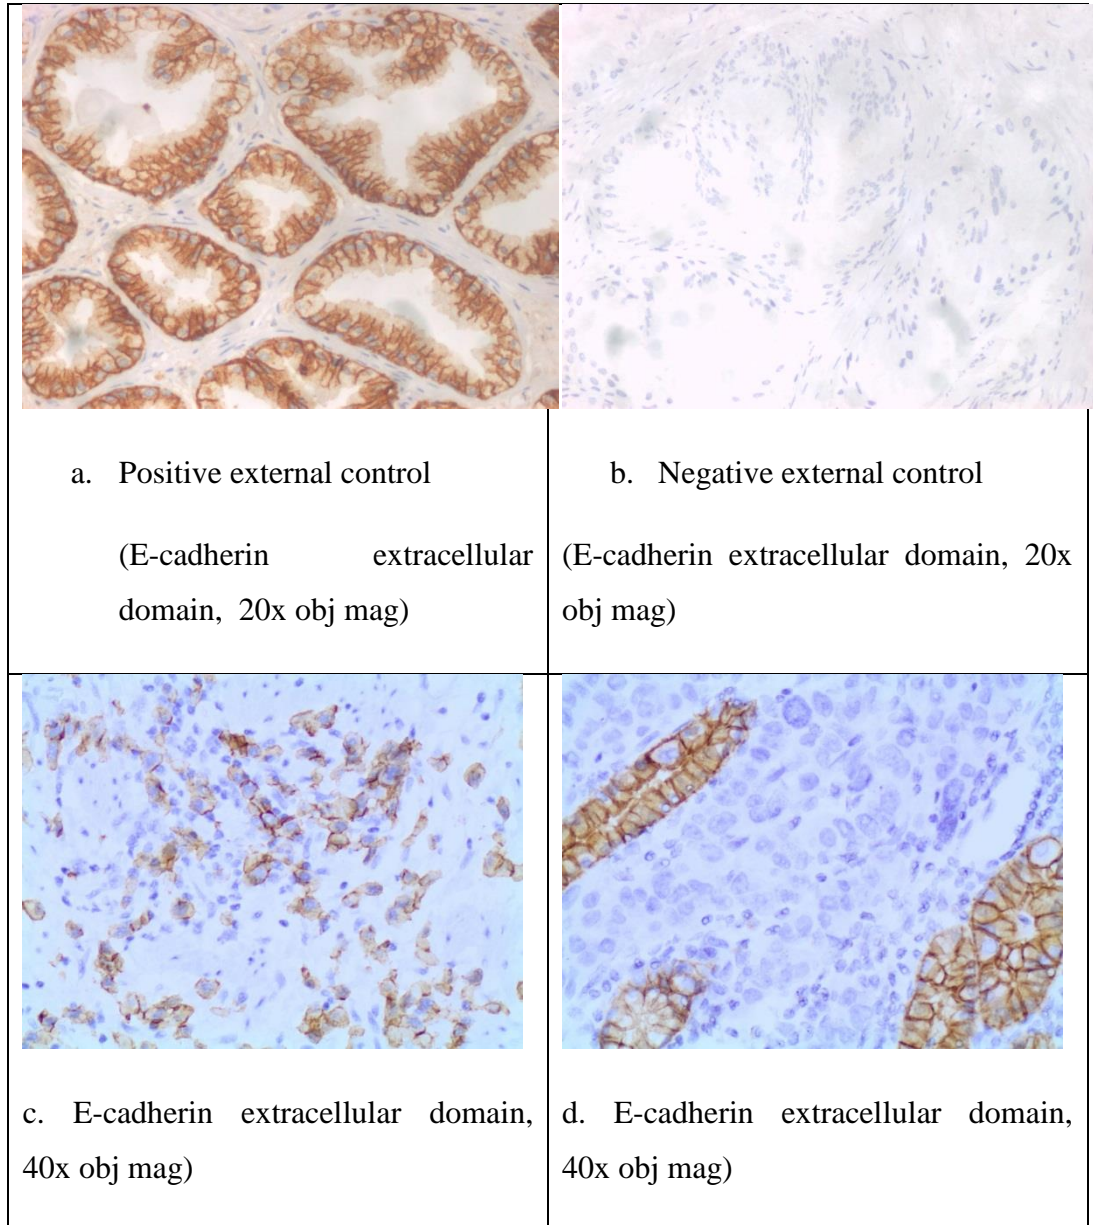 a. Positive external control
(E-cadherin extracellular
domain, 20x obj mag)
b. Negative external control
(E-cadherin extracellular domain, 20x
obj mag)
c. E-cadherin extracellular domain,
40x obj mag)
d. E-cadherin extracellular domain,
40x obj mag)